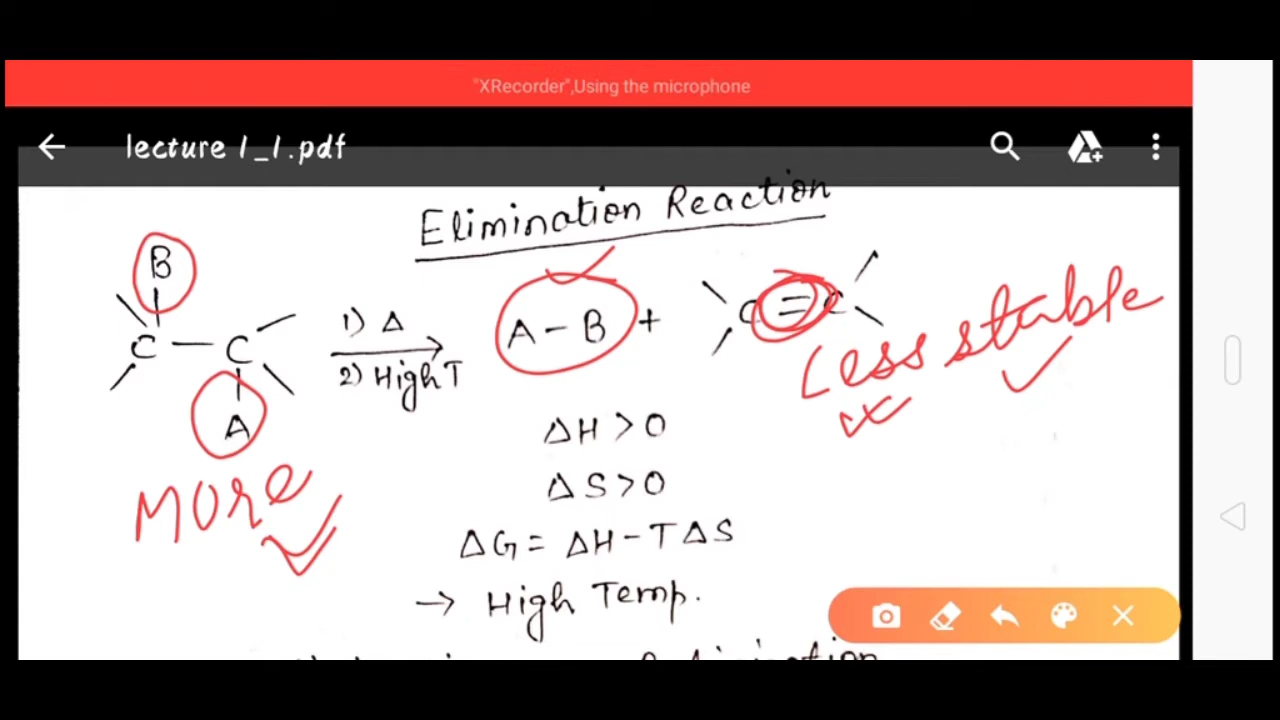 "XRecorder",Using the microphone
lecture 1_1.pdf
Elimination Reaction
B
C — C
A
1) Δ
2) High T
A — B + C = C
Less stable
More
ΔH > 0
ΔS > 0
ΔG = ΔH - TΔS
→ High Temp.